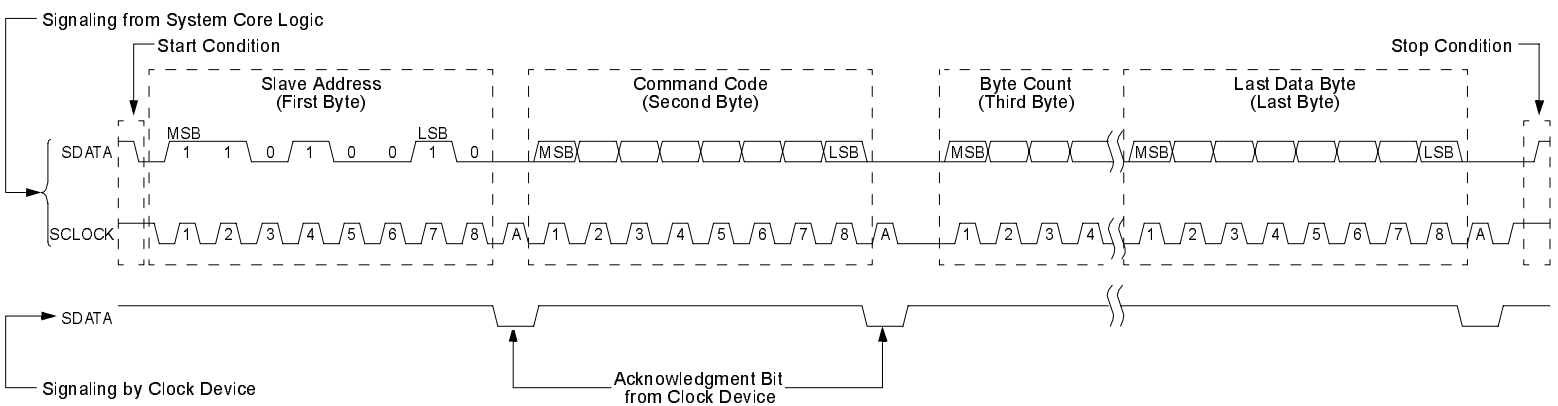 Signaling from System Core Logic
Start Condition
Stop Condition
Slave Address
(First Byte)
Command Code
(Second Byte)
Byte Count
(Third Byte)
Last Data Byte
(Last Byte)
MSB LSB
SDATA 1 1 0 1 0 0 1 0 MSB LSB MSB MSB LSB
SCLOCK 1 2 3 4 5 6 7 8 A 1 2 3 4 5 6 7 8 A 1 2 3 4 1 2 3 4 5 6 7 8 A
SDATA
Signaling by Clock Device
Acknowledgment Bit
from Clock Device